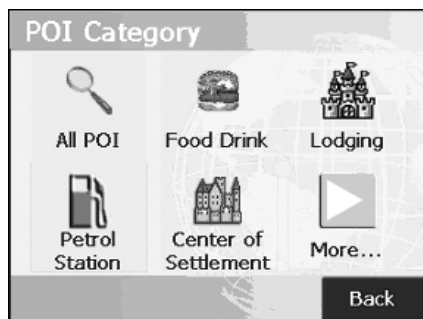 POI Category
All POI
Food Drink
Lodging
Petrol
Station
Center of
Settlement
More...
Back